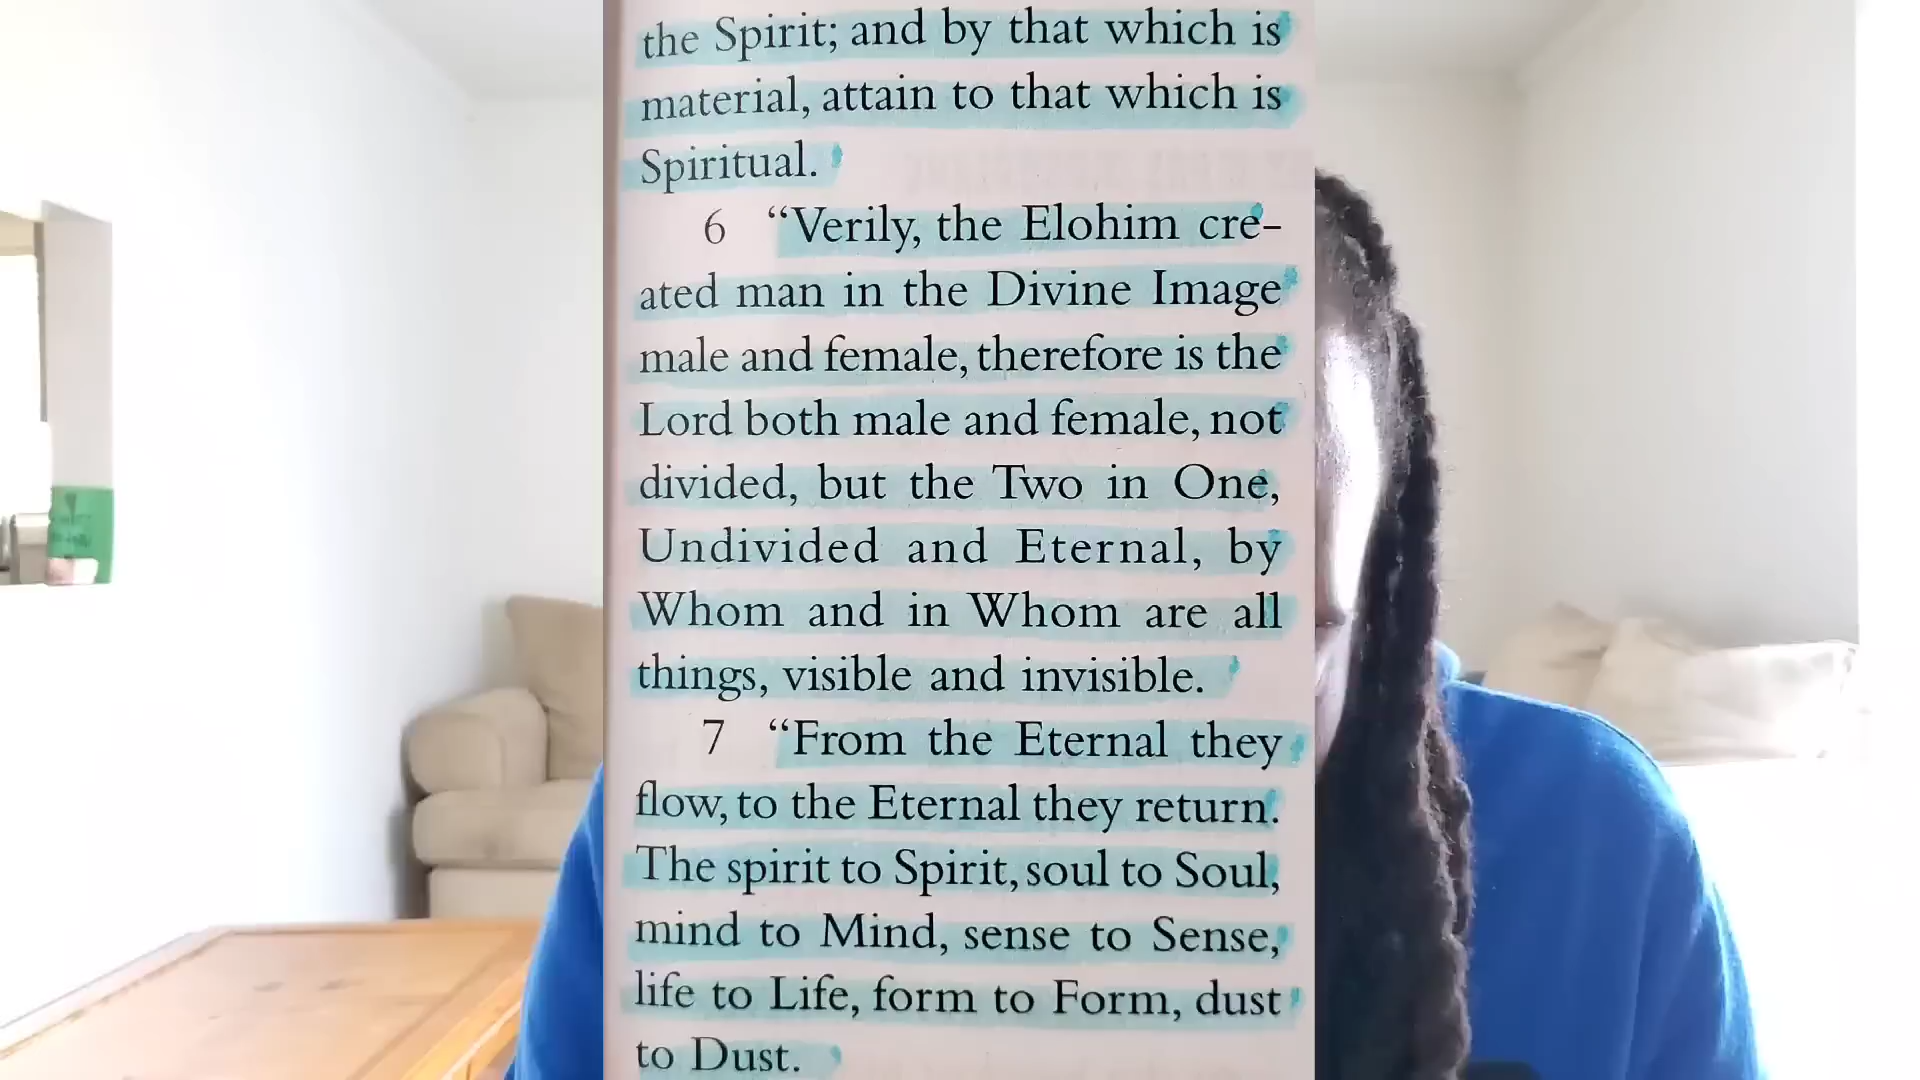 the Spirit; and by that which is
material, attain to that which is
Spiritual.
6 “Verily, the Elohim cre-
ated man in the Divine Image
male and female, therefore is the
Lord both male and female, not
divided, but the Two in One,
Undivided and Eternal, by
Whom and in Whom are all
things, visible and invisible.
7 “From the Eternal they
flow, to the Eternal they return.
The spirit to Spirit, soul to Soul,
mind to Mind, sense to Sense,
life to Life, form to Form, dust
to Dust.